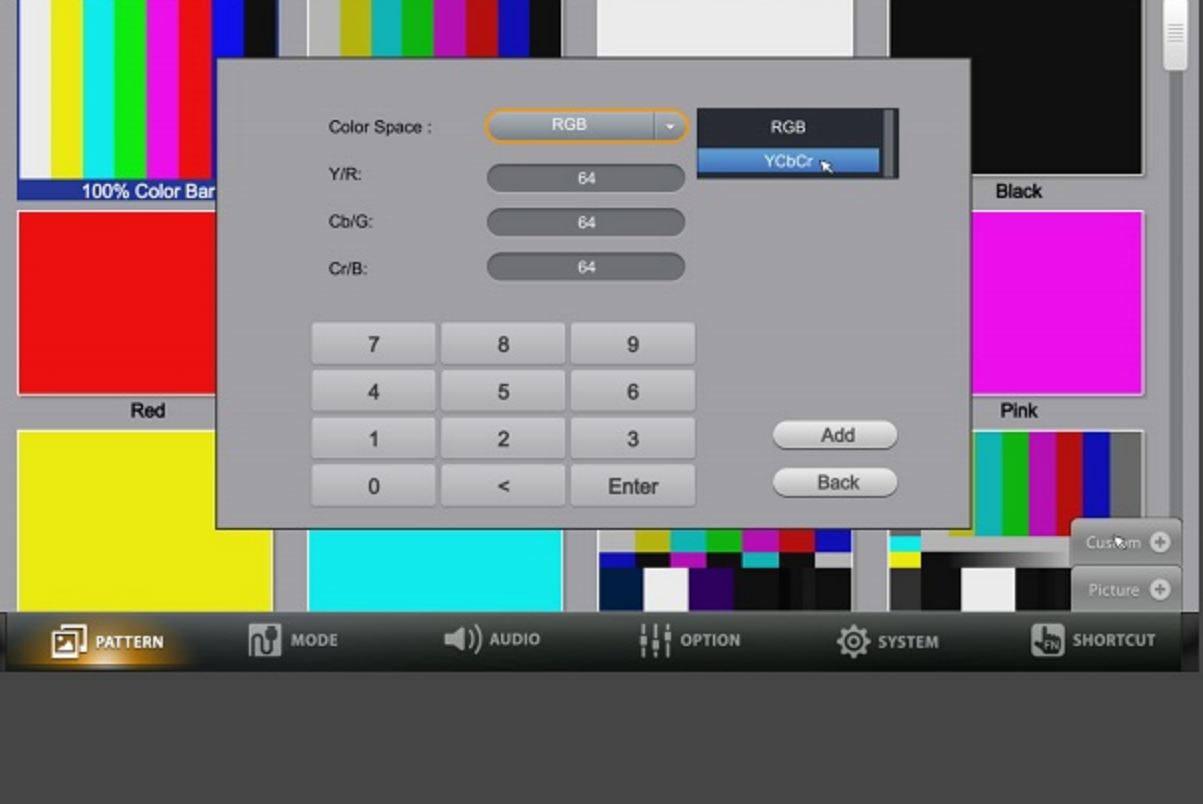 100% Color Bar
Black
Color Space :
RGB
RGB
YCbCr
Y/R:
64
Cb/G:
64
Cr/B:
64
7 8 9
4 5 6
1 2 3
0 < Enter
Add
Back
Red
Pink
Custom
Picture
PATTERN
MODE
AUDIO
OPTION
SYSTEM
FN
SHORTCUT